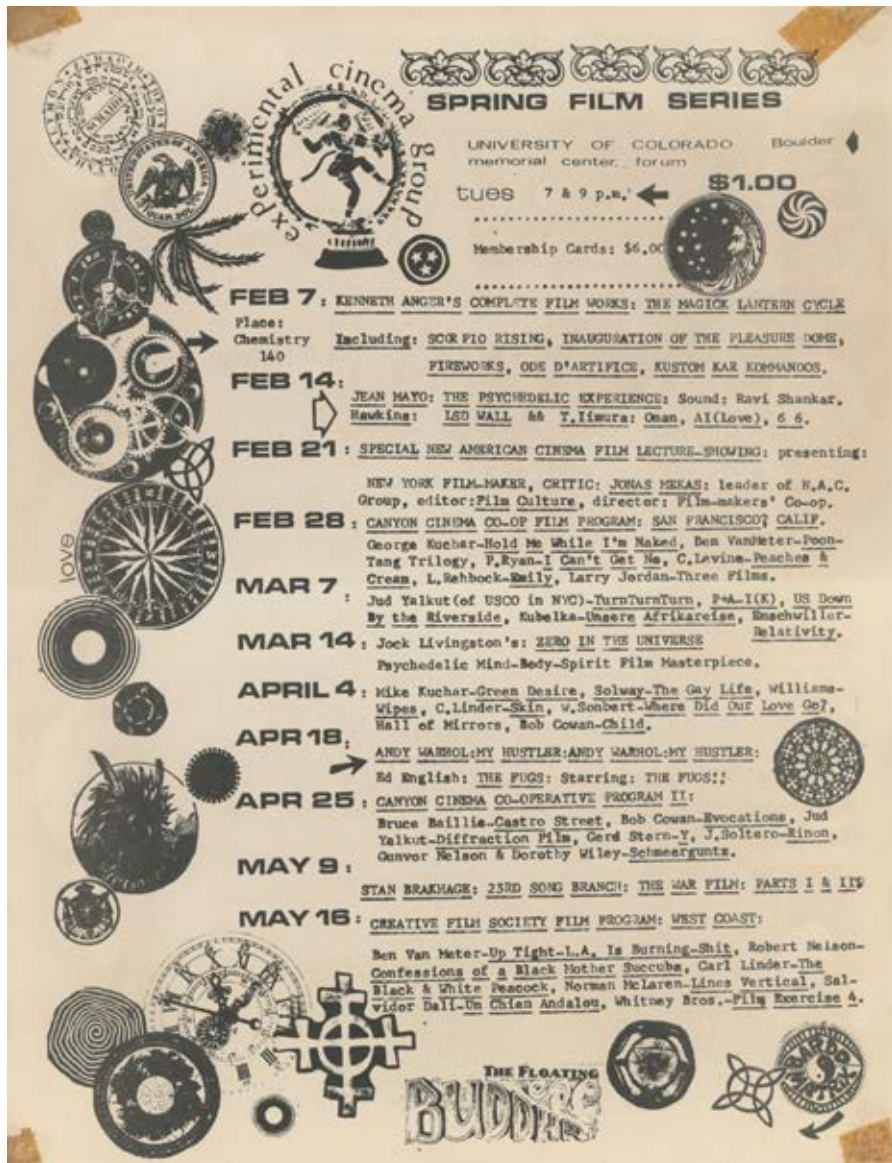 experimental cinema group
SPRING FILM SERIES
UNIVERSITY OF COLORADO Boulder
memorial center, forum
tues 7 & 9 p.m.
$1.00
Membership Cards: $6.00
UNITED STATES OF AMERICA
QUAR. DOL.
FEB 7: KENNETH ANGER'S COMPLETE FILM WORKS: THE MAGICK LANTERN CYCLE
Place:
Chemistry
140
Including: SCORPIO RISING, INAUGURATION OF THE PLEASURE DOME,
FIREWORKS, ODE D'ARTIFICE, KUSTOM KAR KOMMANDOS.
FEB 14:
JEAN MAYO: THE PSYCHEDELIC EXPERIENCE: Sound: Ravi Shankar.
Hawkins: LSD WALL && T.Iimura: Onan, AI(Love), 6 6.
FEB 21: SPECIAL NEW AMERICAN CINEMA FILM LECTURE-SHOWING: presenting:
NEW YORK FILM-MAKER, CRITIC: JONAS MEKAS: leader of N.A.C.
Group, editor:Film Culture, director: Film-makers' Co-op.
FEB 28: CANYON CINEMA CO-OP FILM PROGRAM: SAN FRANCISCO, CALIF.
George Kuchar-Hold Me While I'm Naked, Ben VanMeter-Poon-
Tang Trilogy, P.Ryan-I Can't Get No, C.Levine-Peaches &
Cream, L.Rehbock-Emily, Larry Jordan-Three Films.
love
MAR 7:
Jud Yalkut(of USCO in NYC)-TurnTurnTurn, P+A-I(K), US Down
By the Riverside, Kubelka-Unsere Afrikareise, Emschwiller-
Relativity.
MAR 14: Jock Livingston's: ZERO IN THE UNIVERSE
Psychedelic Mind-Body-Spirit Film Masterpiece.
APRIL 4: Mike Kuchar-Green Desire, Solway-The Gay Life, Williams-
Wipes, C.Linder-Skin, W.Sonbert-Where Did Our Love Go?,
Hall of Mirrors, Bob Cowan-Child.
APR 18:
ANDY WARHOL:MY HUSTLER:ANDY WARHOL:MY HUSTLER:
Ed English: THE FUGS: Starring: THE FUGS!!
APR 25: CANYON CINEMA CO-OPERATIVE PROGRAM II:
Bruce Baillie-Castro Street, Bob Cowan-Evocations, Jud
Yalkut-Diffraction Film, Gerd Stern-Y, J.Soltero-Rinon,
Gunvor Nelson & Dorothy Wiley-Schmeerguntz.
MAY 9:
STAN BRAKHAGE: 23RD SONG BRANCH: THE WAR FILM: PARTS I & II
MAY 16: CREATIVE FILM SOCIETY FILM PROGRAM: WEST COAST:
Ben Van Meter-Up Tight-L.A. Is Burning-Shit, Robert Nelson-
Confessions of a Black Mother Succuba, Carl Linder-The
Black & White Peacock, Norman McLaren-Lines Vertical, Sal-
vidor Dali-Un Chien Andalou, Whitney Bros.-Film Exercise 4.
THE FLOATING
BARDO
MATRIX